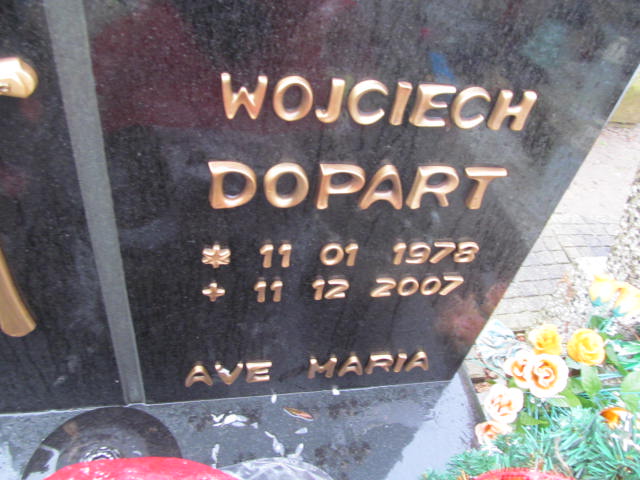 WOJCIECH
DOPART
* 11 01 1978
+ 11 12 2007
AVE MARIA